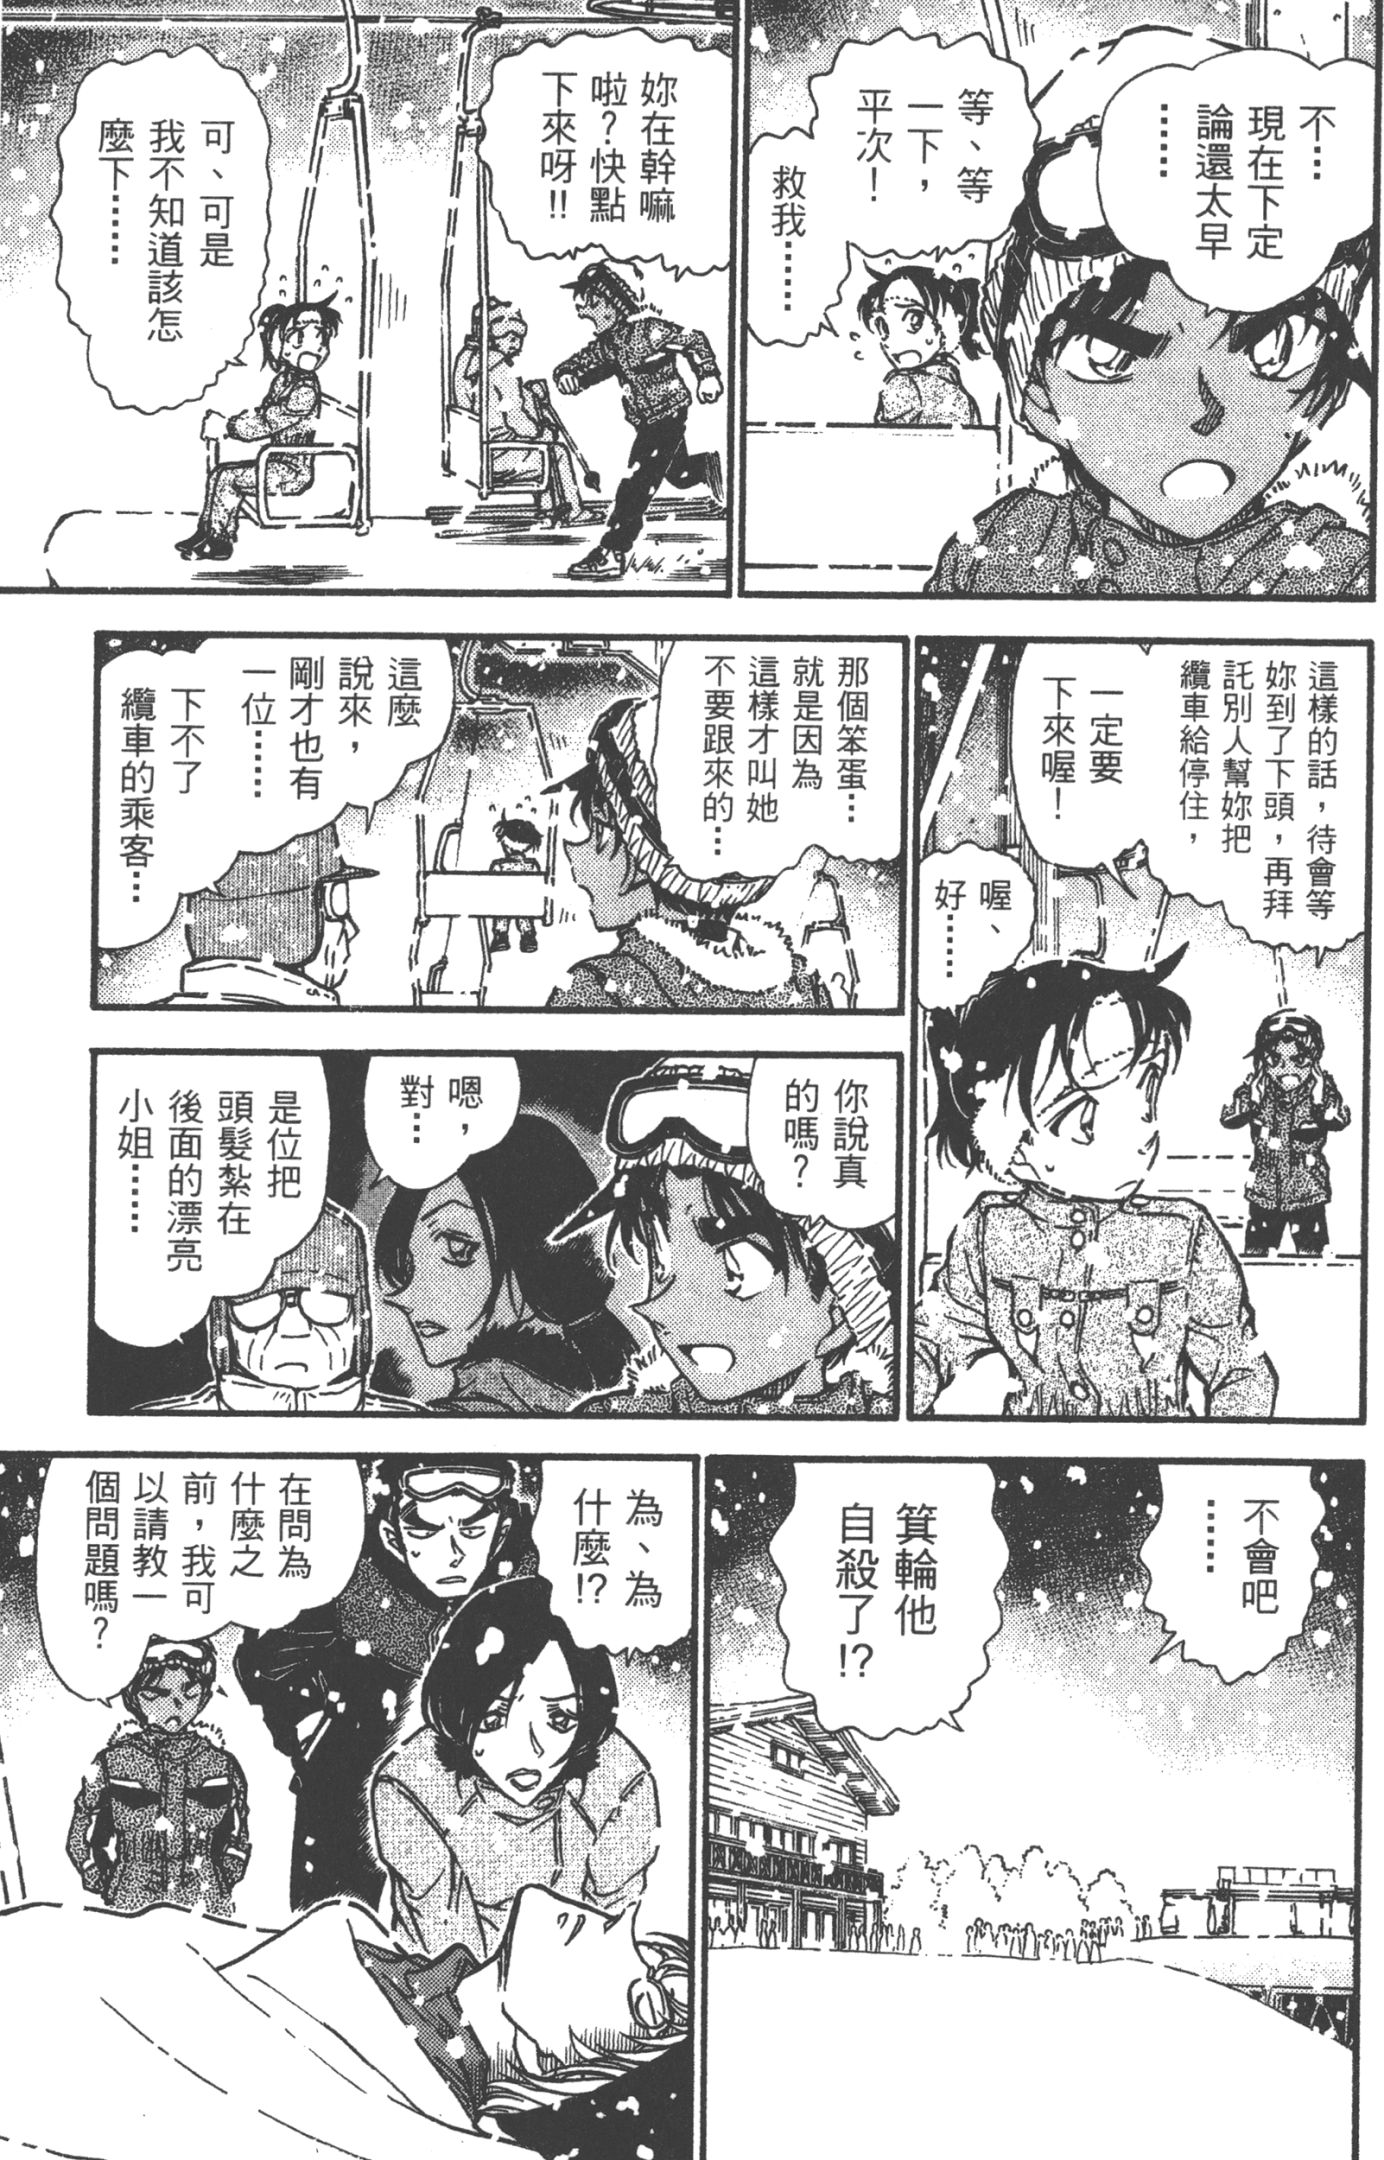 不…
現在下定
論還太早
……
等、等
一下，
平次！
救我……
妳在幹嘛
啦？快點
下來呀!!
可、可是
我不知道該怎
麼下……
這樣的話，待會等
妳到了下頭，再拜
託別人幫妳把
纜車給停住，
一定要
下來喔！
喔、
好……
那個笨蛋…
就是因為
這樣才叫她
不要跟來的…
這麼
說來，
剛才也有
一位……
下不了
纜車的乘客…
你說真
的嗎？
嗯，
對…
是位把
頭髮紮在
後面的漂亮
小姐……
不會吧
……
箕輪他
自殺了!?
為、為
什麼!?
在問為
什麼之
前，我可
以請教一
個問題嗎？